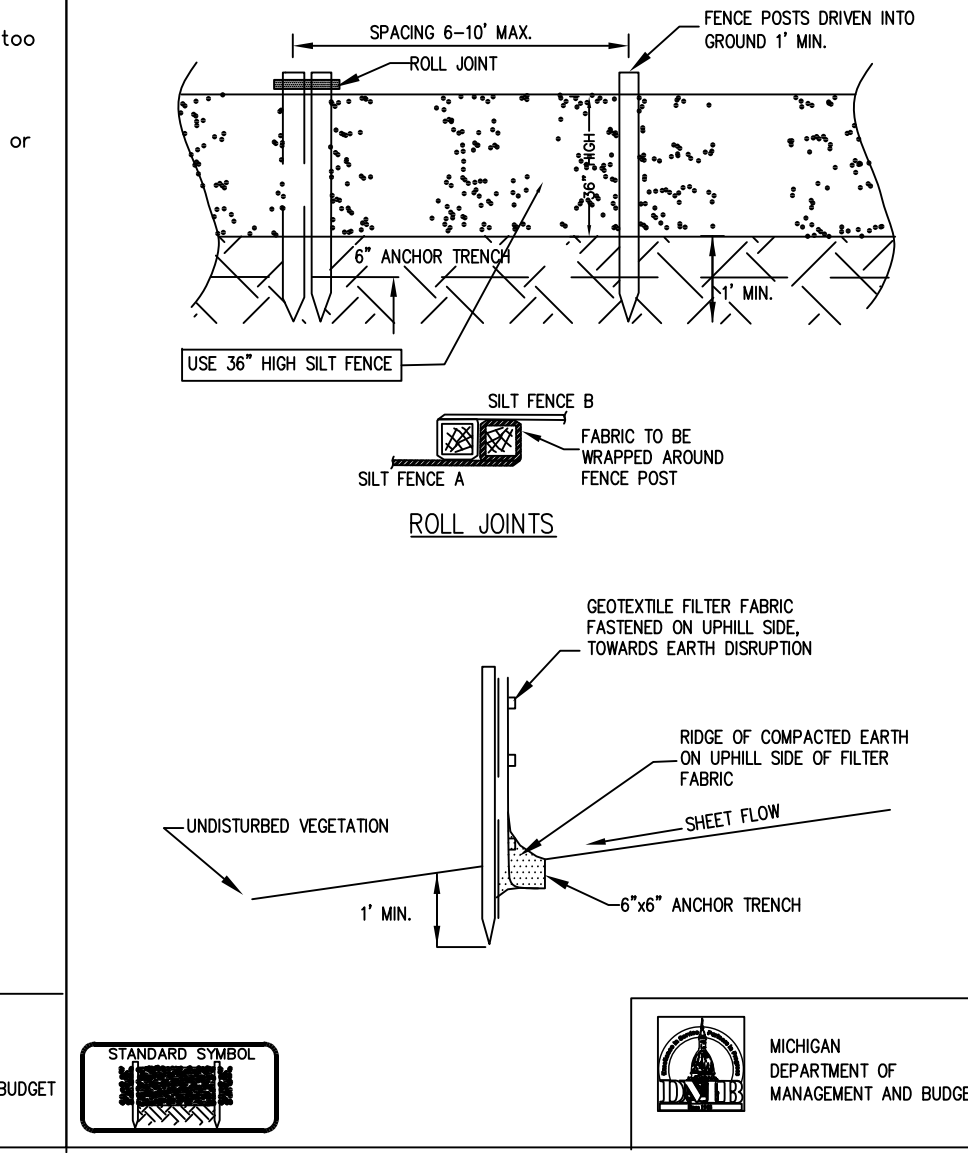 too
or
SPACING 6-10' MAX.
FENCE POSTS DRIVEN INTO
GROUND 1' MIN.
ROLL JOINT
36" HIGH
6" ANCHOR TRENCH
1' MIN.
USE 36" HIGH SILT FENCE
SILT FENCE B
FABRIC TO BE
WRAPPED AROUND
FENCE POST
SILT FENCE A
ROLL JOINTS
GEOTEXTILE FILTER FABRIC
FASTENED ON UPHILL SIDE,
TOWARDS EARTH DISRUPTION
RIDGE OF COMPACTED EARTH
ON UPHILL SIDE OF FILTER
FABRIC
SHEET FLOW
UNDISTURBED VEGETATION
1' MIN.
6"x6" ANCHOR TRENCH
BUDGET
STANDARD SYMBOL
DMB
MICHIGAN
DEPARTMENT OF
MANAGEMENT AND BUDGE